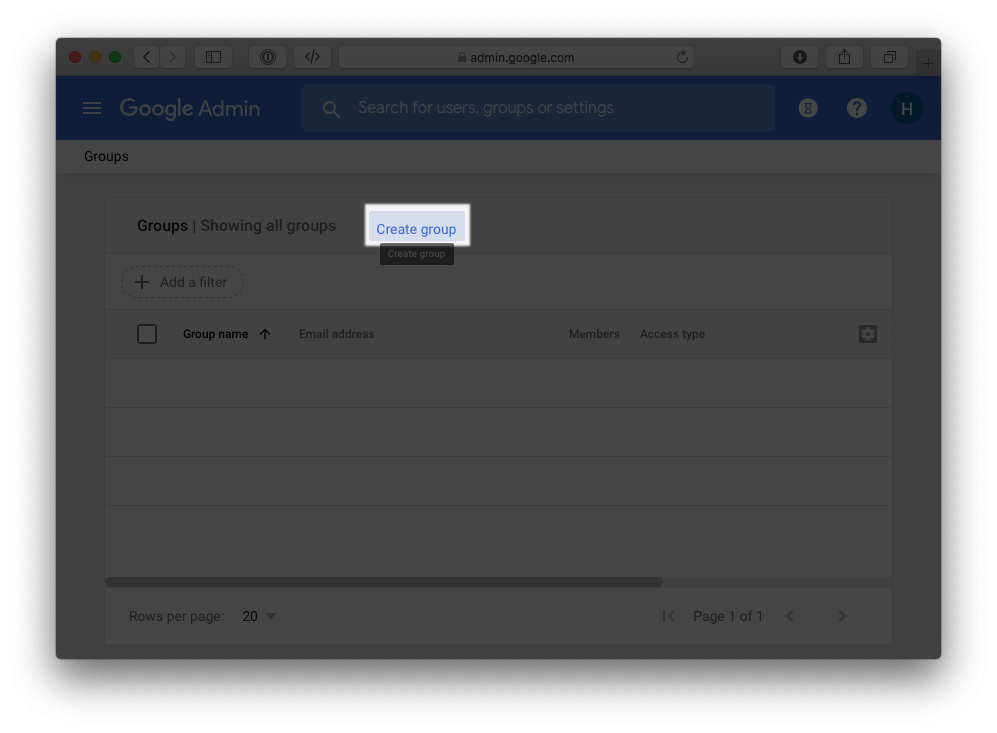 admin.google.com
Google Admin
Search for users, groups or settings
8
?
H
Groups
Groups | Showing all groups
Create group
Create group
Add a filter
Group name Email address Members Access type
Rows per page: 20 Page 1 of 1